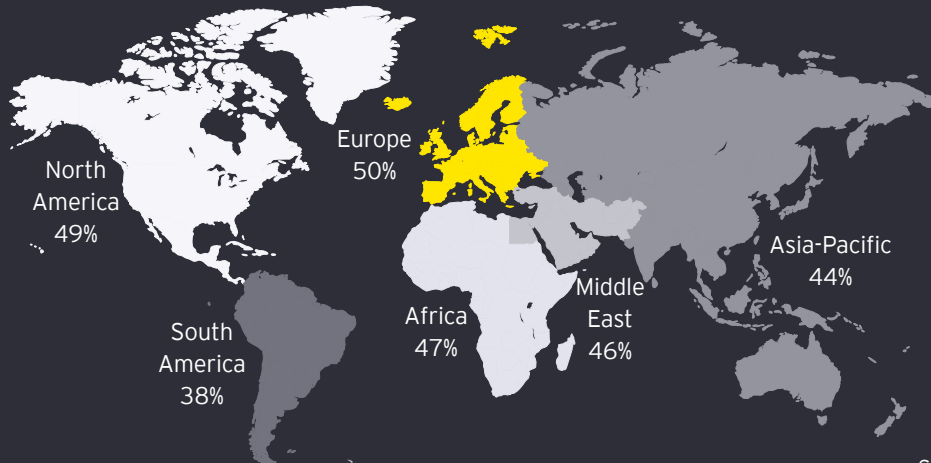 Europe
50%
North
America
49%
Asia-Pacific
44%
Middle
East
46%
Africa
47%
South
America
38%